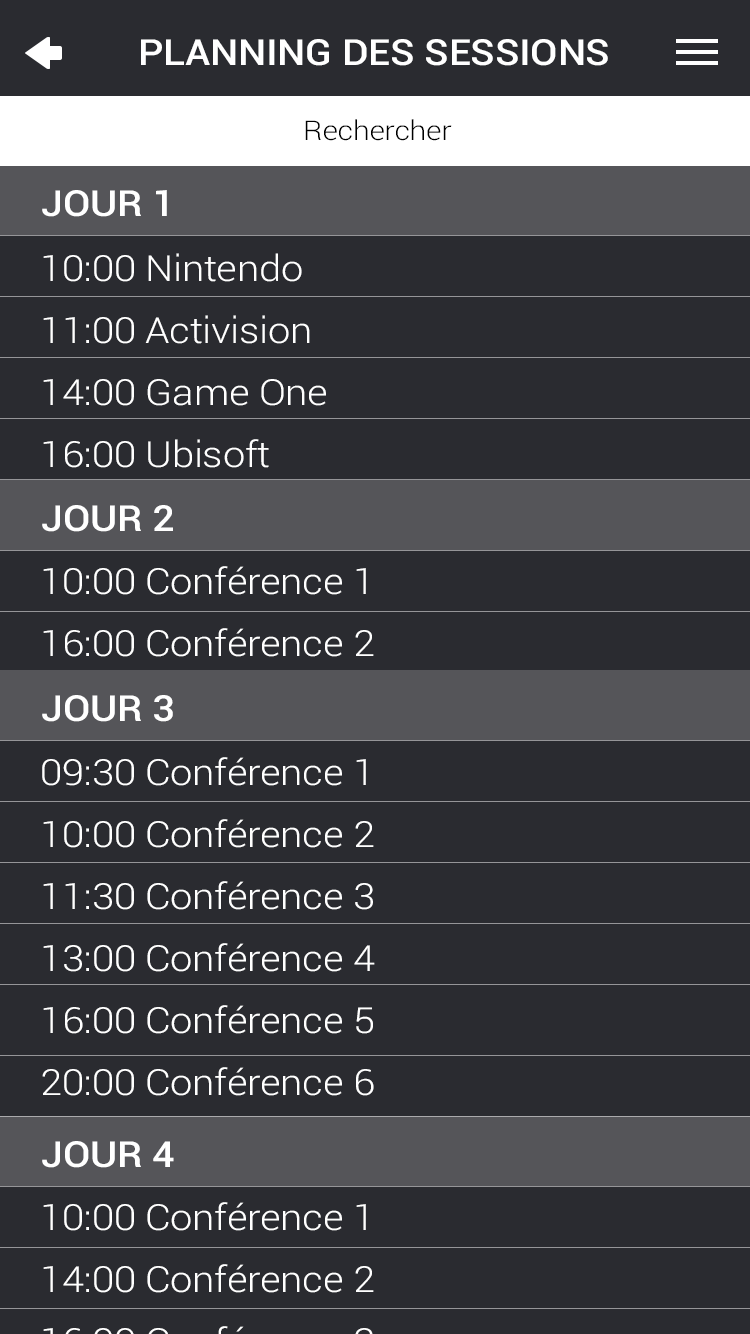 PLANNING DES SESSIONS
Rechercher
JOUR 1
10:00 Nintendo
11:00 Activision
14:00 Game One
16:00 Ubisoft
JOUR 2
10:00 Conférence 1
16:00 Conférence 2
JOUR 3
09:30 Conférence 1
10:00 Conférence 2
11:30 Conférence 3
13:00 Conférence 4
16:00 Conférence 5
20:00 Conférence 6
JOUR 4
10:00 Conférence 1
14:00 Conférence 2